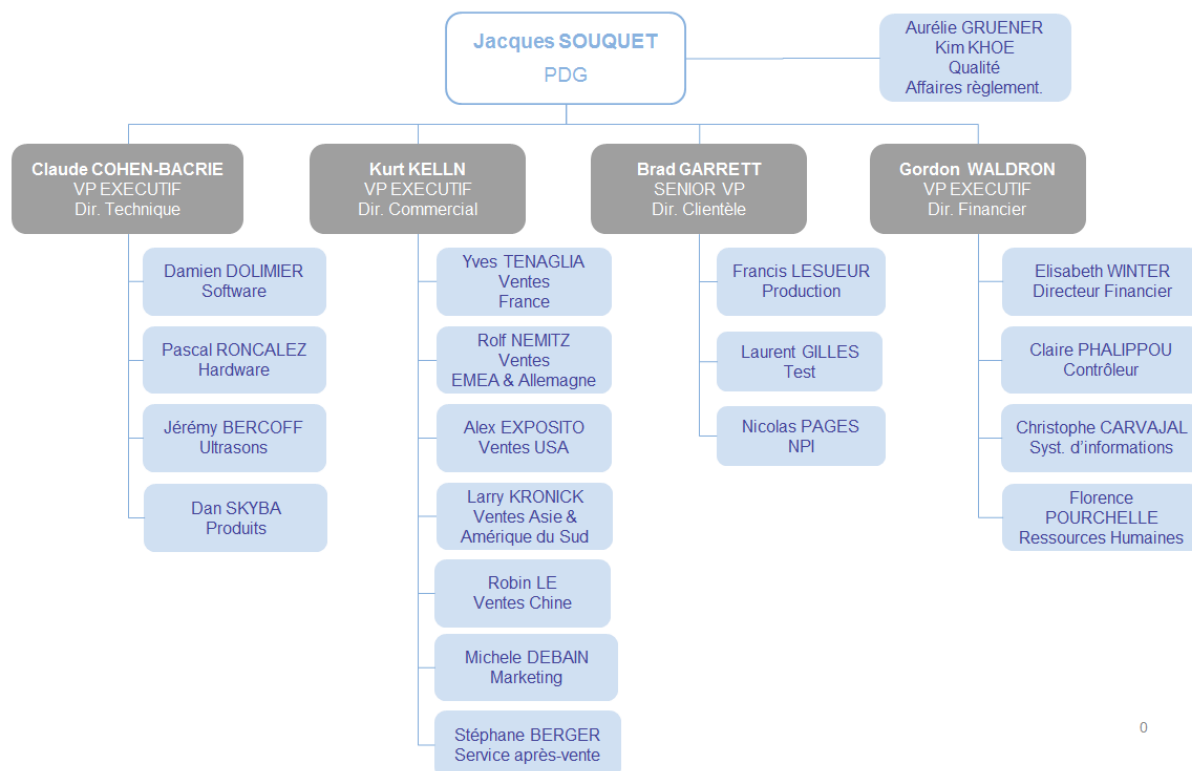 Jacques SOUQUET
PDG
Aurélie GRUENER
Kim KHOE
Qualité
Affaires règlement.
Claude COHEN-BACRIE
VP EXECUTIF
Dir. Technique
Kurt KELLN
VP EXECUTIF
Dir. Commercial
Brad GARRETT
SENIOR VP
Dir. Clientèle
Gordon WALDRON
VP EXECUTIF
Dir. Financier
Damien DOLIMIER
Software
Pascal RONCALEZ
Hardware
Jérémy BERCOFF
Ultrasons
Dan SKYBA
Produits
Yves TENAGLIA
Ventes
France
Rolf NEMITZ
Ventes
EMEA & Allemagne
Alex EXPOSITO
Ventes USA
Larry KRONICK
Ventes Asie &
Amérique du Sud
Robin LE
Ventes Chine
Michele DEBAIN
Marketing
Stéphane BERGER
Service après-vente
Francis LESUEUR
Production
Laurent GILLES
Test
Nicolas PAGES
NPI
Elisabeth WINTER
Directeur Financier
Claire PHALIPPOU
Contrôleur
Christophe CARVAJAL
Syst. d'informations
Florence
POURCHELLE
Ressources Humaines
0